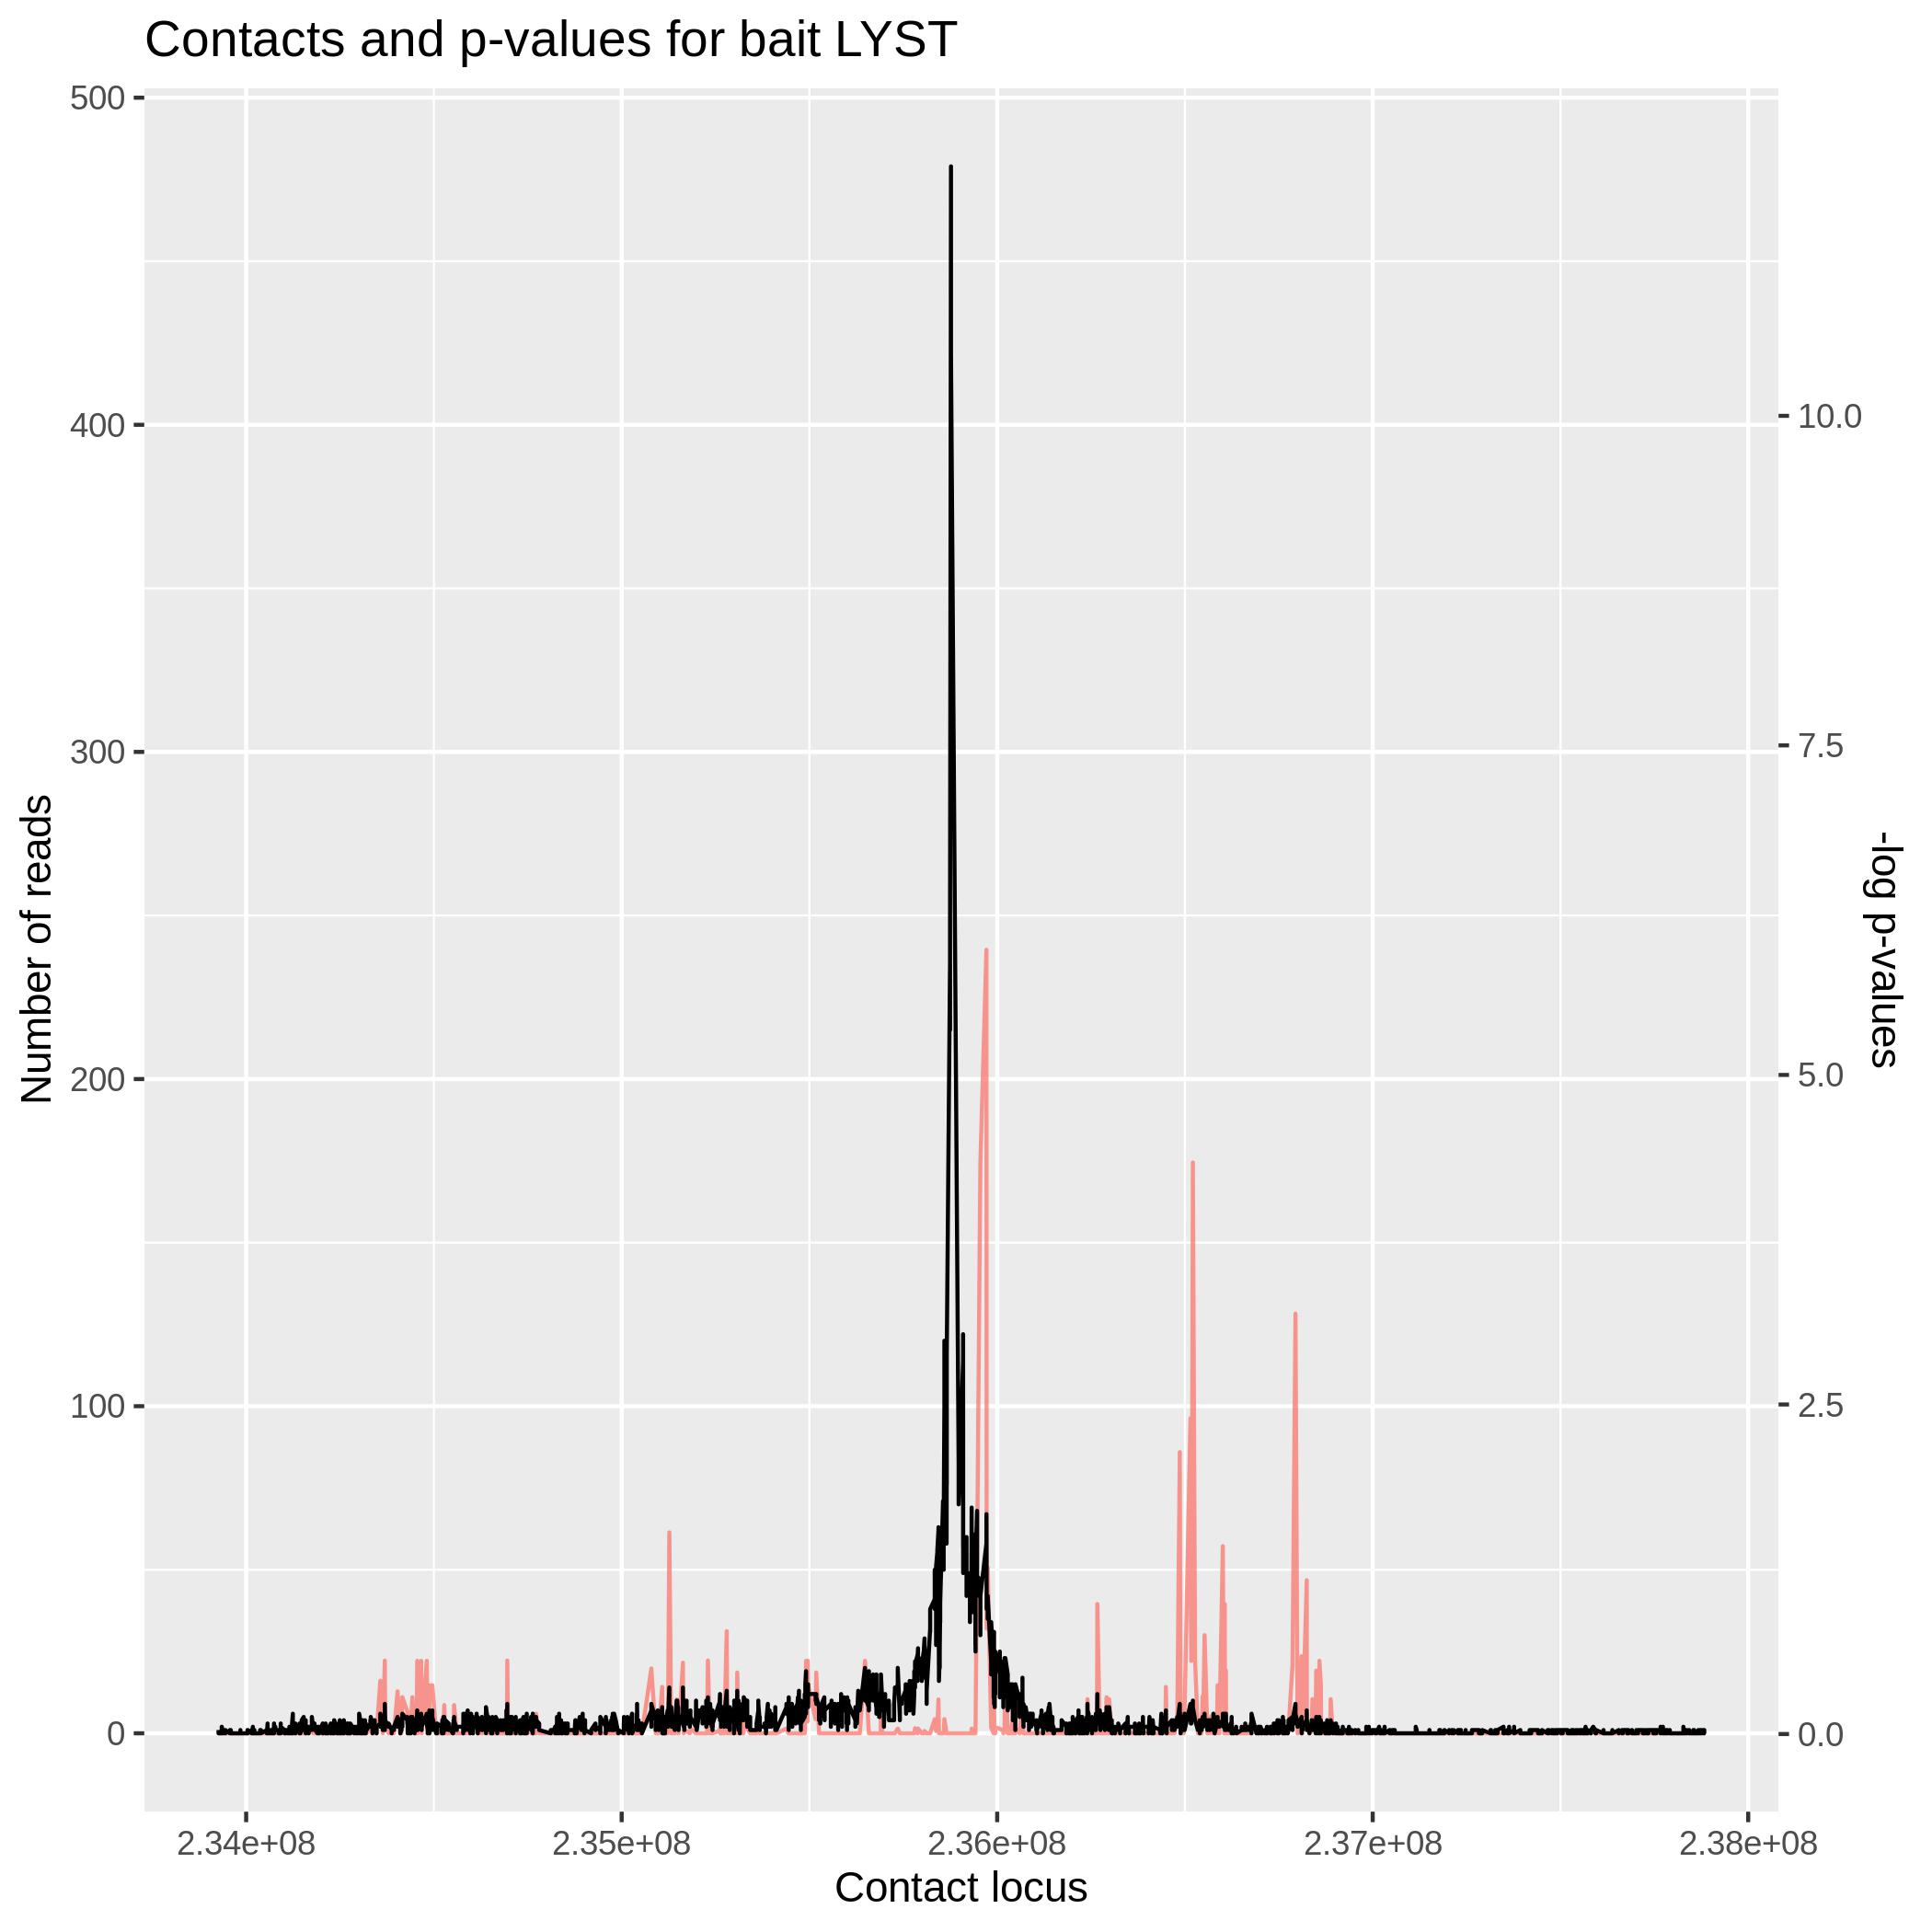 Contacts and p-values for bait LYST
500
400
300
200
100
0
Number of reads
10.0
7.5
5.0
2.5
0.0
-log p-values
2.34e+08
2.35e+08
2.36e+08
2.37e+08
2.38e+08
Contact locus